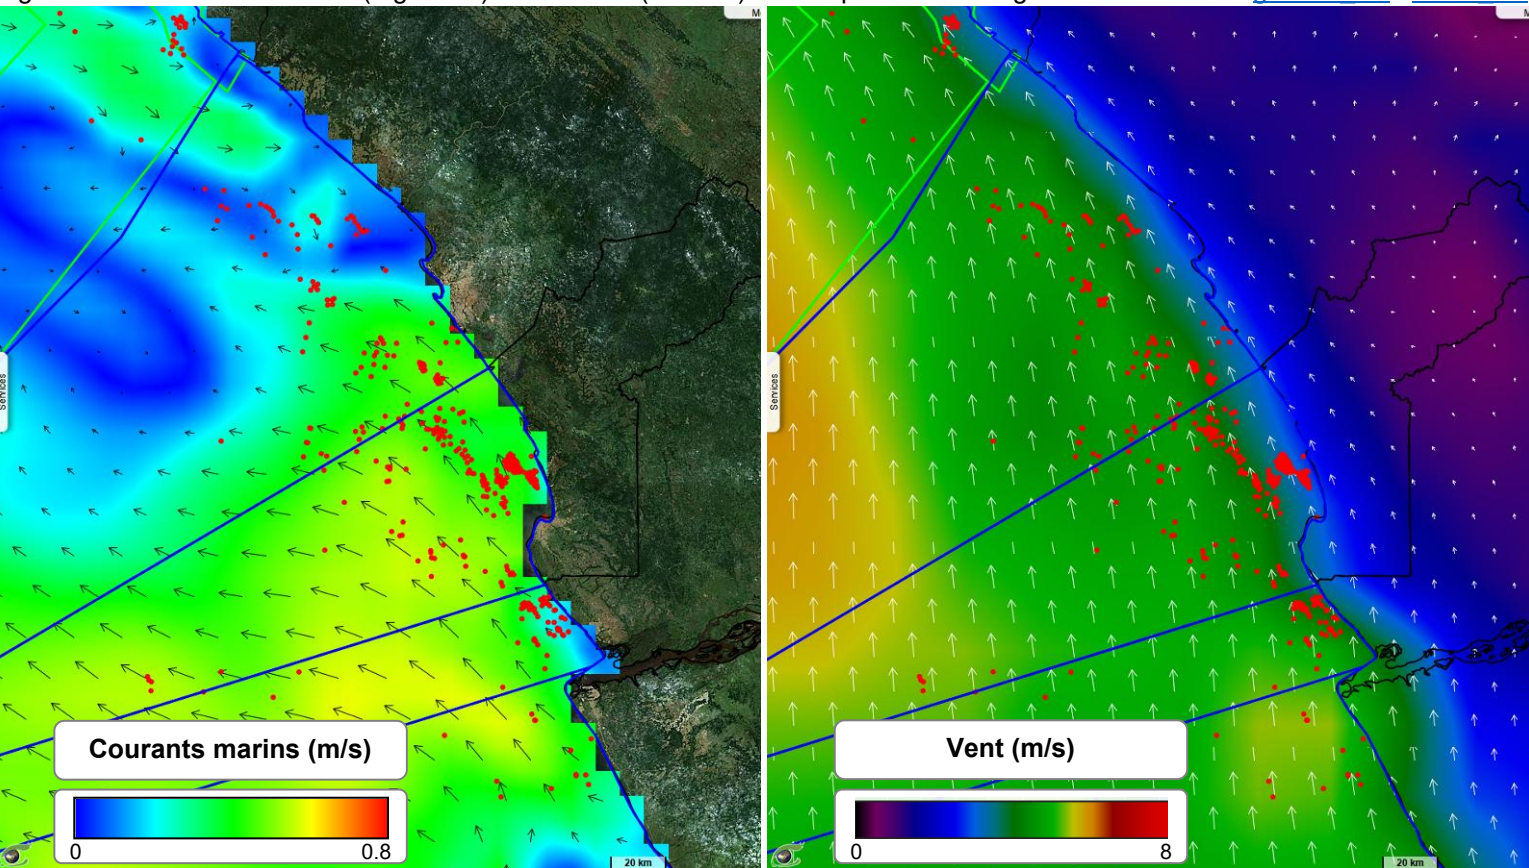 Services
Services
Courants marins (m/s)
0 0.8
20 km
Vent (m/s)
0 8
20 km